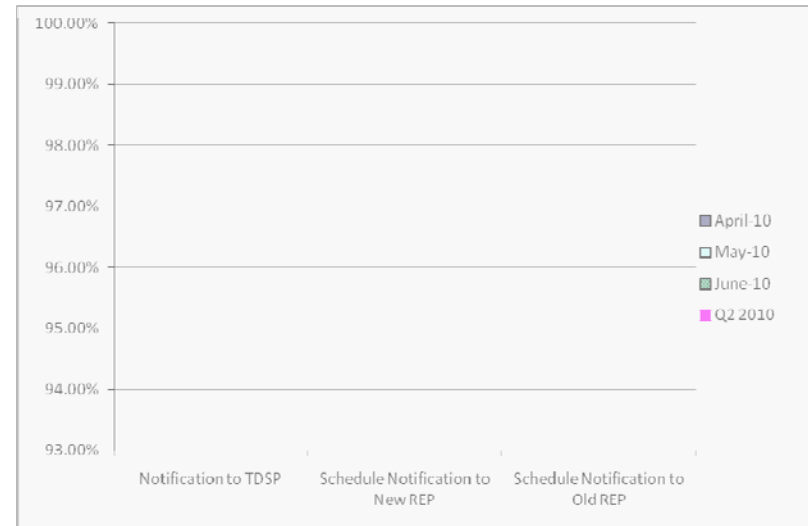 100.00%
99.00%
98.00%
97.00%
96.00%
95.00%
94.00%
93.00%
Notification to TDSP
Schedule Notification to
New REP
Schedule Notification to
Old REP
April-10
May-10
June-10
Q2 2010